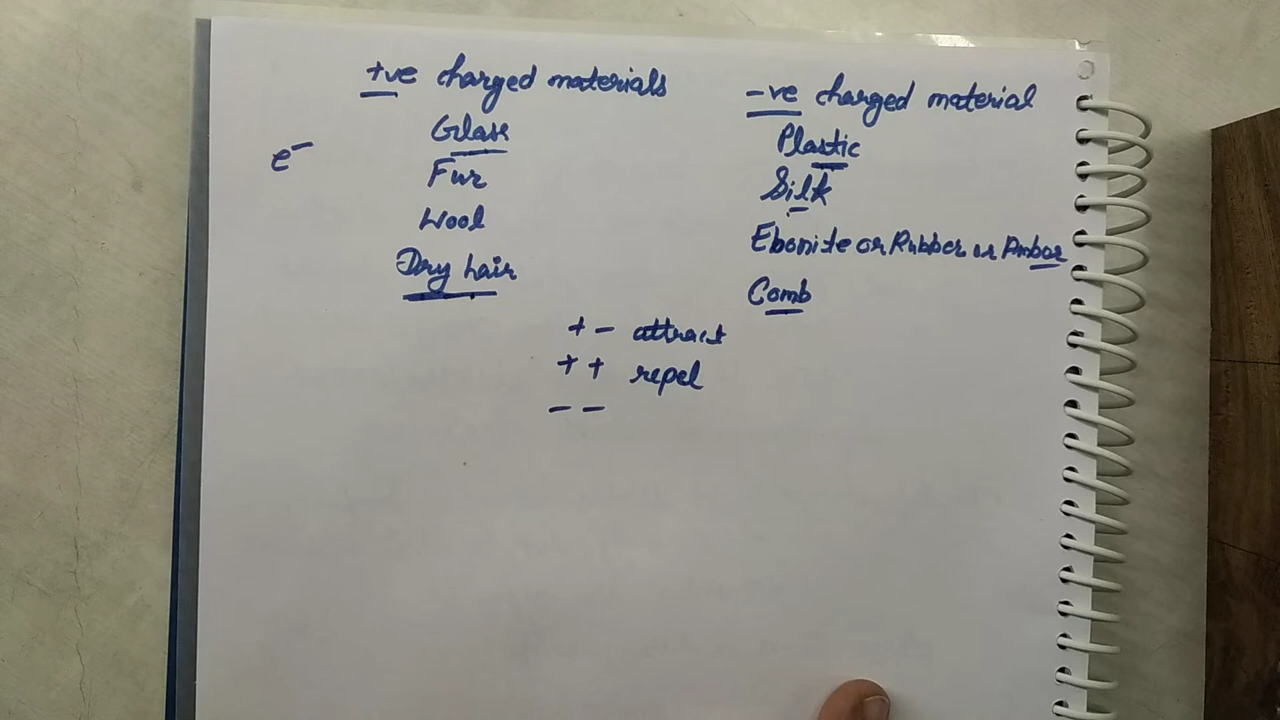 +ve charged materials
Glass
e⁻
Fur
Wool
Dry hair
-ve charged material
Plastic
Silk
Ebonite or Rubber or Ambar
Comb
+ - attract
+ + repel
- -